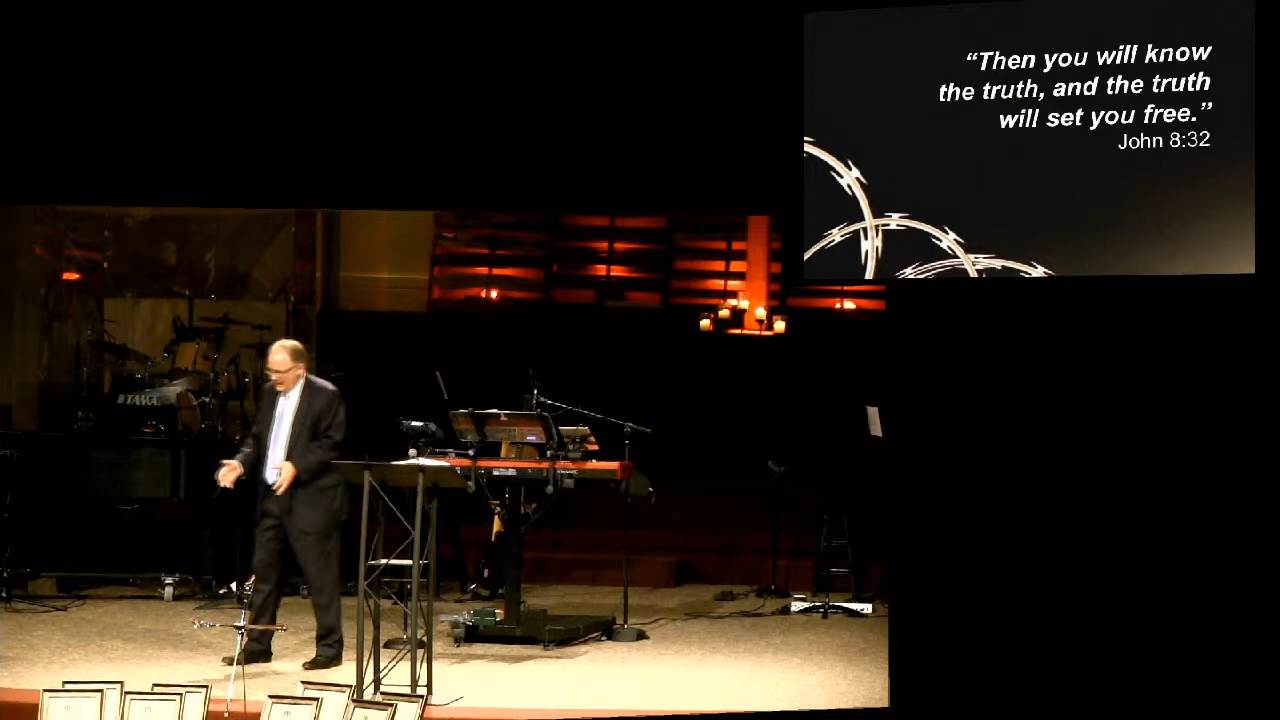 “Then you will know
the truth, and the truth
will set you free.”
John 8:32
TAMA